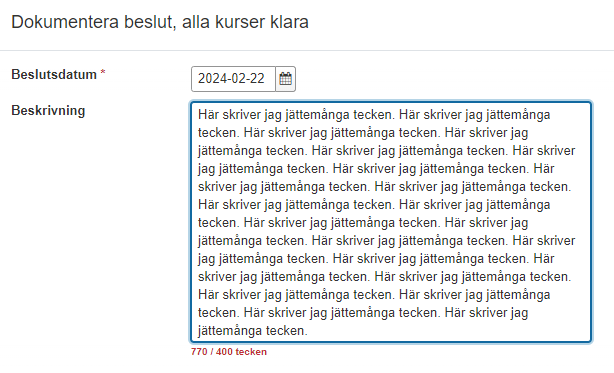 Dokumentera beslut, alla kurser klara
Beslutsdatum *
2024-02-22
Beskrivning
Här skriver jag jättemånga tecken. Här skriver jag jättemånga
tecken. Här skriver jag jättemånga tecken. Här skriver jag
jättemånga tecken. Här skriver jag jättemånga tecken. Här skriver
jag jättemånga tecken. Här skriver jag jättemånga tecken. Här
skriver jag jättemånga tecken. Här skriver jag jättemånga tecken.
Här skriver jag jättemånga tecken. Här skriver jag jättemånga
tecken. Här skriver jag jättemånga tecken. Här skriver jag
jättemånga tecken. Här skriver jag jättemånga tecken. Här skriver
jag jättemånga tecken. Här skriver jag jättemånga tecken. Här
skriver jag jättemånga tecken. Här skriver jag jättemånga tecken.
Här skriver jag jättemånga tecken. Här skriver jag jättemånga
tecken. Här skriver jag jättemånga tecken. Här skriver jag
jättemånga tecken.
770 / 400 tecken